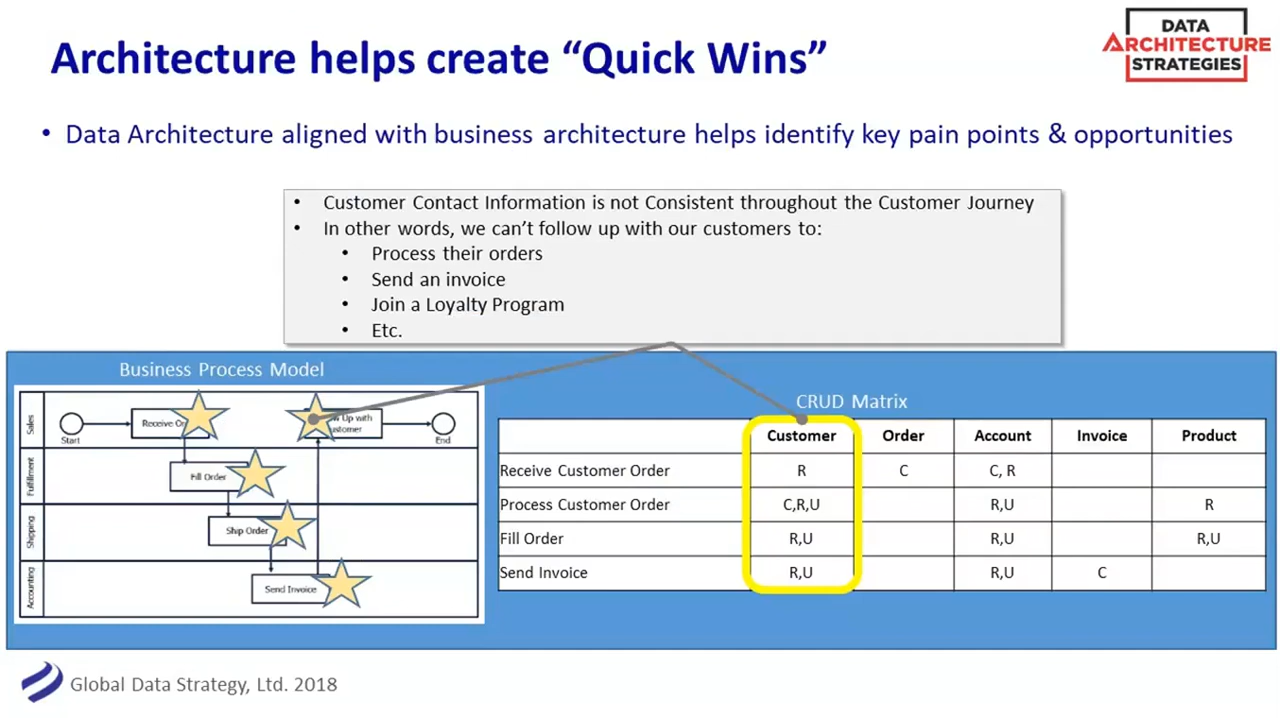 Architecture helps create “Quick Wins”
DATA
ARCHITECTURE
STRATEGIES
• Data Architecture aligned with business architecture helps identify key pain points & opportunities
• Customer Contact Information is not Consistent throughout the Customer Journey
• In other words, we can’t follow up with our customers to:
• Process their orders
• Send an invoice
• Join a Loyalty Program
• Etc.
Business Process Model
Sales
Start
Receive
Up with
End
Fulfillment
Fill Order
Shipping
Ship Order
Accounting
Send Invoice
CRUD Matrix
Customer Order Account Invoice Product
Receive Customer Order R C C, R
Process Customer Order C,R,U R,U R
Fill Order R,U R,U R,U
Send Invoice R,U R,U C
Global Data Strategy, Ltd. 2018